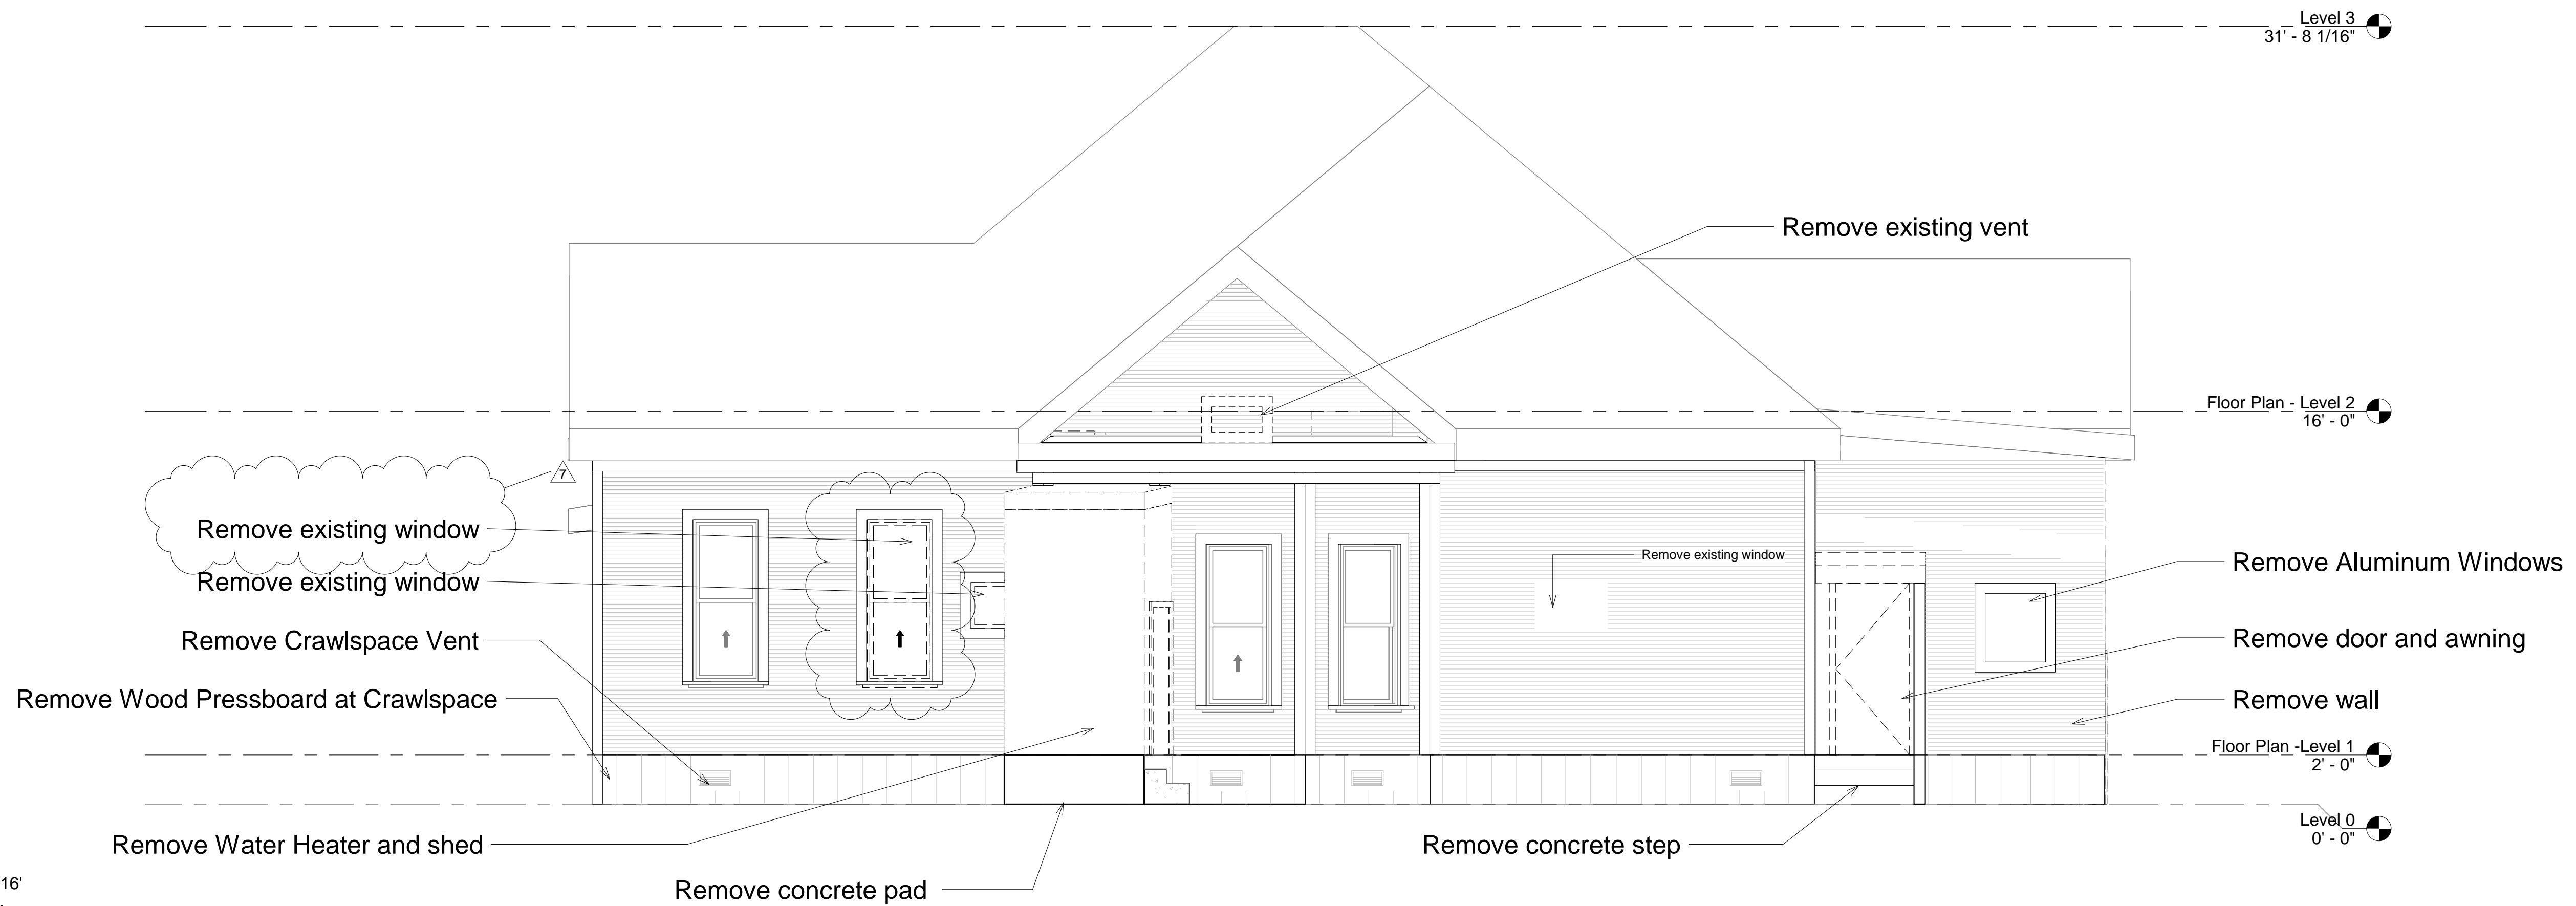 Level 3
31' - 8 1/16"
Remove existing vent
Floor Plan - Level 2
16' - 0"
7
Remove existing window
Remove existing window
Remove existing window
Remove Aluminum Windows
Remove Crawlspace Vent
Remove door and awning
Remove Wood Pressboard at Crawlspace
Remove wall
Floor Plan -Level 1
2' - 0"
Level 0
0' - 0"
Remove Water Heater and shed
Remove concrete step
16'
Remove concrete pad